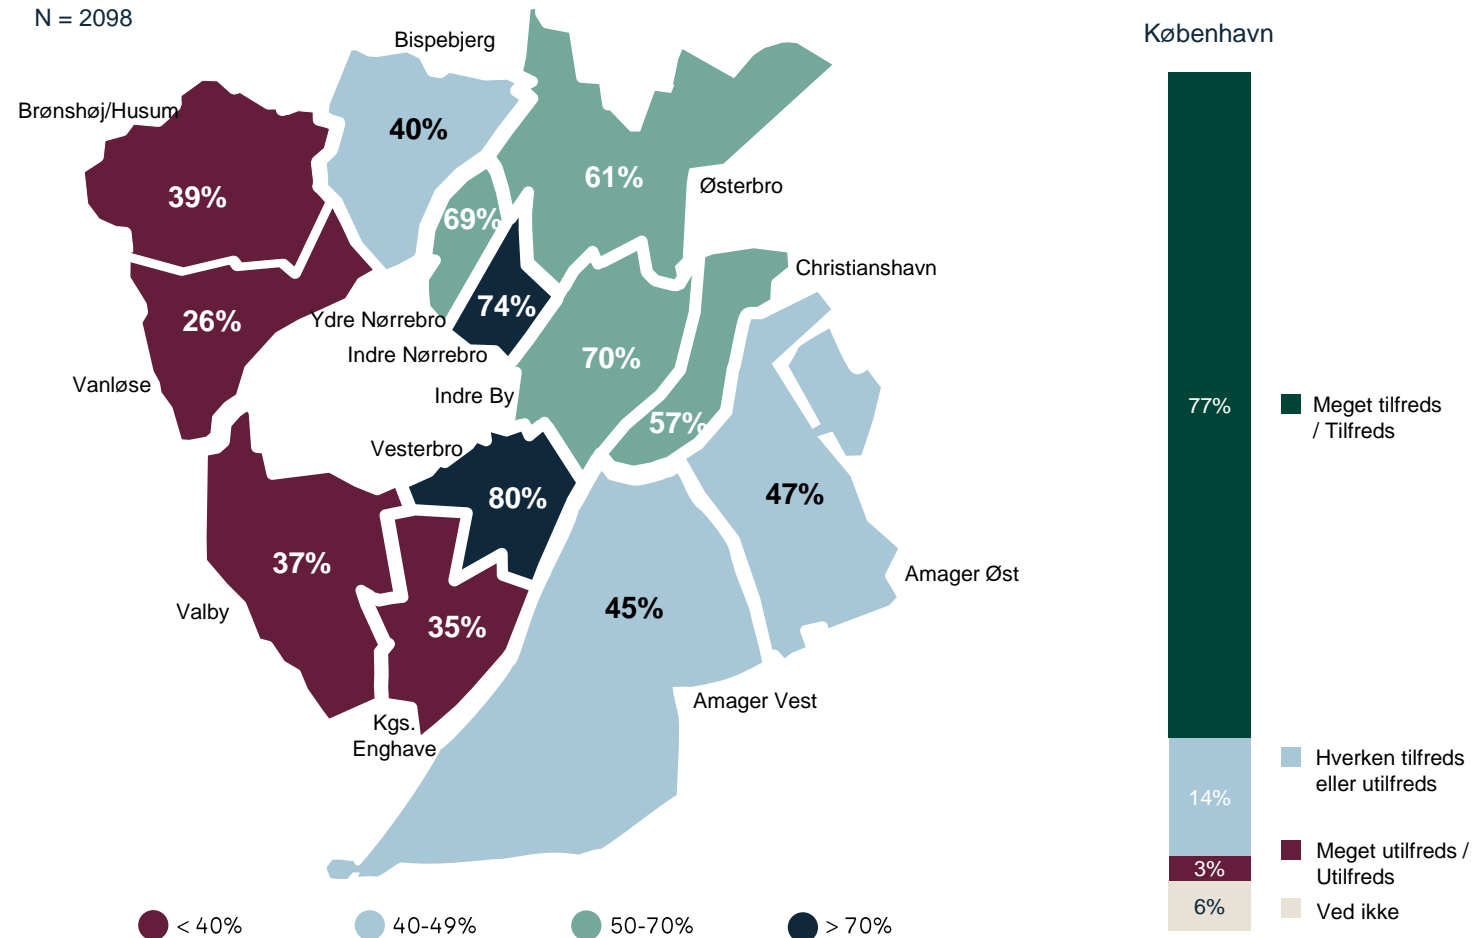 N = 2098
København
Bispebjerg
Brønshøj/Husum
40%
39%
61%
Østerbro
69%
Christianshavn
74%
26%
Ydre Nørrebro
Indre Nørrebro
70%
Vanløse
Indre By
57%
Vesterbro
80%
47%
37%
Amager Øst
Valby
35%
45%
Amager Vest
Kgs.
Enghave
< 40%
40-49%
50-70%
> 70%
77%
Meget tilfreds
/ Tilfreds
14%
Hverken tilfreds
eller utilfreds
3%
Meget utilfreds /
Utilfreds
6%
Ved ikke